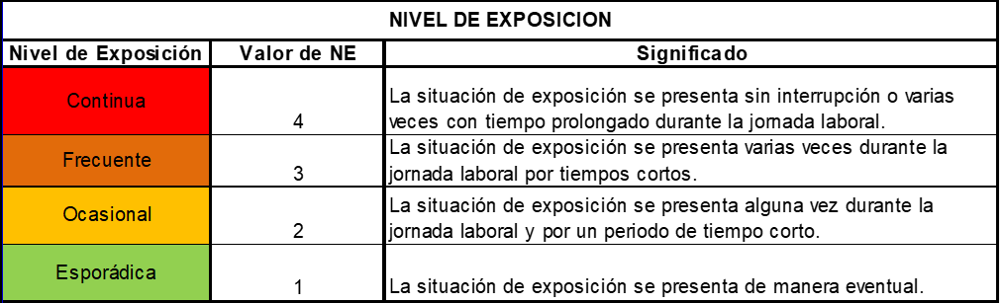 NIVEL DE EXPOSICION
Nivel de Exposición Valor de NE Significado
Continua 4 La situación de exposición se presenta sin interrupción o varias
veces con tiempo prolongado durante la jornada laboral.
Frecuente 3 La situación de exposición se presenta varias veces durante la
jornada laboral por tiempos cortos.
Ocasional 2 La situación de exposición se presenta alguna vez durante la
jornada laboral y por un periodo de tiempo corto.
Esporádica 1 La situación de exposición se presenta de manera eventual.